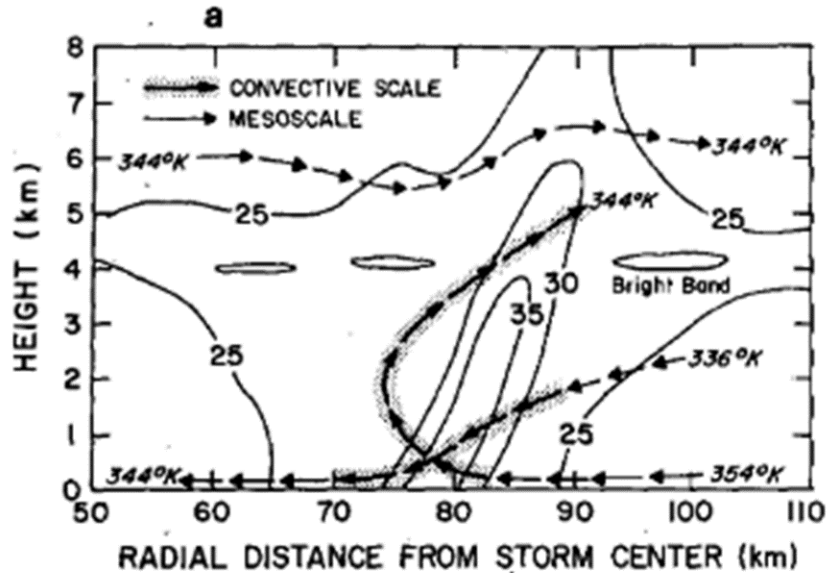 a
8
CONVECTIVE SCALE
7
MESOSCALE
344°K
344°K
6
344°K
5
25
25
4
Bright Band
30
35
3
25
336°K
2
25
1
344°K
354°K
0
50 60 70 80 90 100 110
HEIGHT (km)
RADIAL DISTANCE FROM STORM CENTER (km)